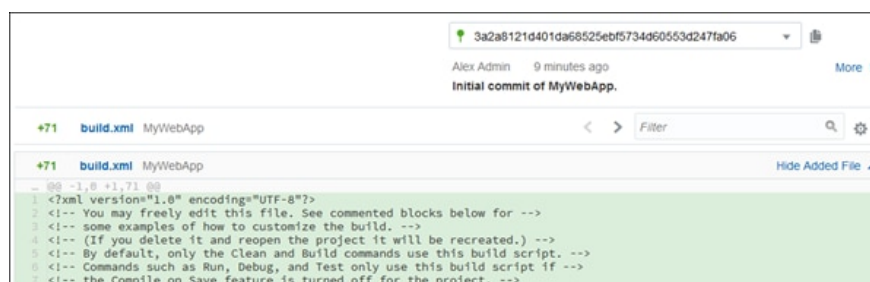 3a2a8121d401da68525ebf5734d60553d247fa06
Alex Admin 9 minutes ago More
Initial commit of MyWebApp.
+71 build.xml MyWebApp Filter
+71 build.xml MyWebApp Hide Added File
... @@ -1,0 +1,71 @@
1 <?xml version="1.0" encoding="UTF-8"?>
2 <!-- You may freely edit this file. See commented blocks below for -->
3 <!-- some examples of how to customize the build. -->
4 <!-- (If you delete it and reopen the project it will be recreated.) -->
5 <!-- By default, only the Clean and Build commands use this build script. -->
6 <!-- Commands such as Run, Debug, and Test only use this build script if -->
7 <!-- the Compile on Save feature is turned off for the project. -->